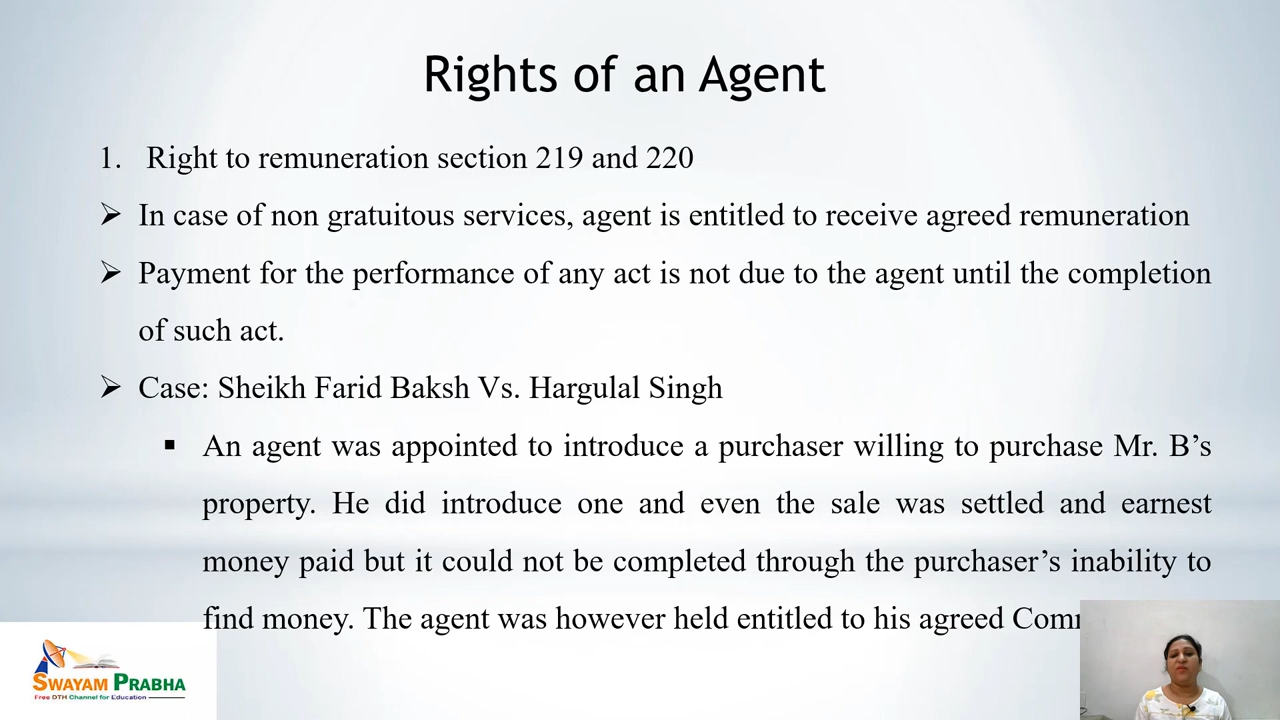 Rights of an Agent
1. Right to remuneration section 219 and 220
In case of non gratuitous services, agent is entitled to receive agreed remuneration
Payment for the performance of any act is not due to the agent until the completion
of such act.
Case: Sheikh Farid Baksh Vs. Hargulal Singh
An agent was appointed to introduce a purchaser willing to purchase Mr. B’s
property. He did introduce one and even the sale was settled and earnest
money paid but it could not be completed through the purchaser’s inability to
find money. The agent was however held entitled to his agreed
SWAYAM PRABHA
Free DTH Channel for Education